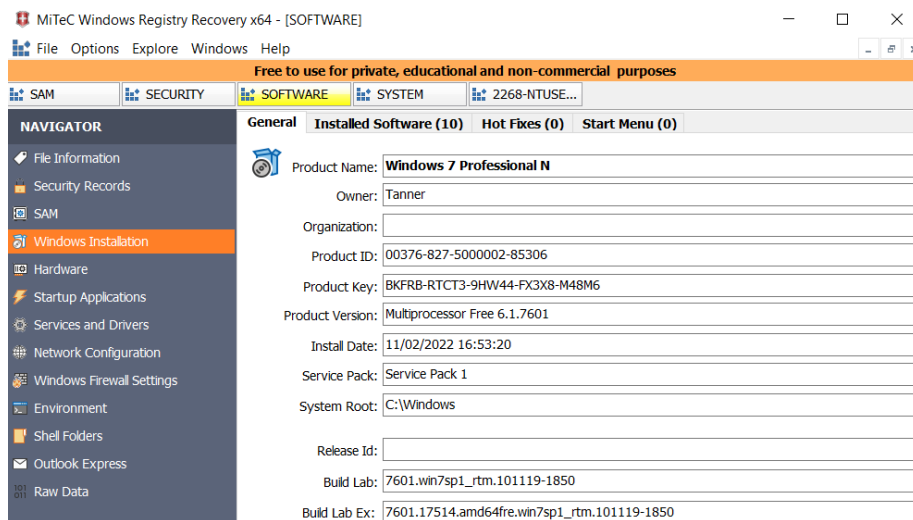 MiTeC Windows Registry Recovery x64 - [SOFTWARE]
File Options Explore Windows Help
Free to use for private, educational and non-commercial purposes
SAM SECURITY SOFTWARE SYSTEM 2268-NTUSE...
NAVIGATOR
File Information
Security Records
SAM
Windows Installation
Hardware
Startup Applications
Services and Drivers
Network Configuration
Windows Firewall Settings
Environment
Shell Folders
Outlook Express
Raw Data
General Installed Software (10) Hot Fixes (0) Start Menu (0)
Product Name: Windows 7 Professional N
Owner: Tanner
Organization:
Product ID: 00376-827-5000002-85306
Product Key: BKFRB-RTCT3-9HW44-FX3X8-M48M6
Product Version: Multiprocessor Free 6.1.7601
Install Date: 11/02/2022 16:53:20
Service Pack: Service Pack 1
System Root: C:\Windows
Release Id:
Build Lab: 7601.win7sp1_rtm.101119-1850
Build Lab Ex: 7601.17514.amd64fre.win7sp1_rtm.101119-1850